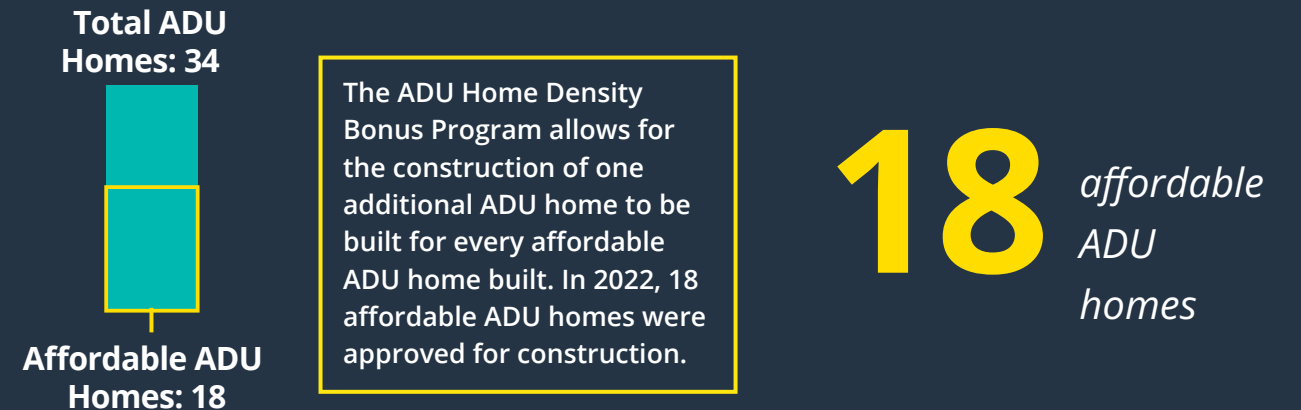 Total ADU
Homes: 34
Affordable ADU
Homes: 18
The ADU Home Density
Bonus Program allows for
the construction of one
additional ADU home to be
built for every affordable
ADU home built. In 2022, 18
affordable ADU homes were
approved for construction.
18
affordable
ADU
homes